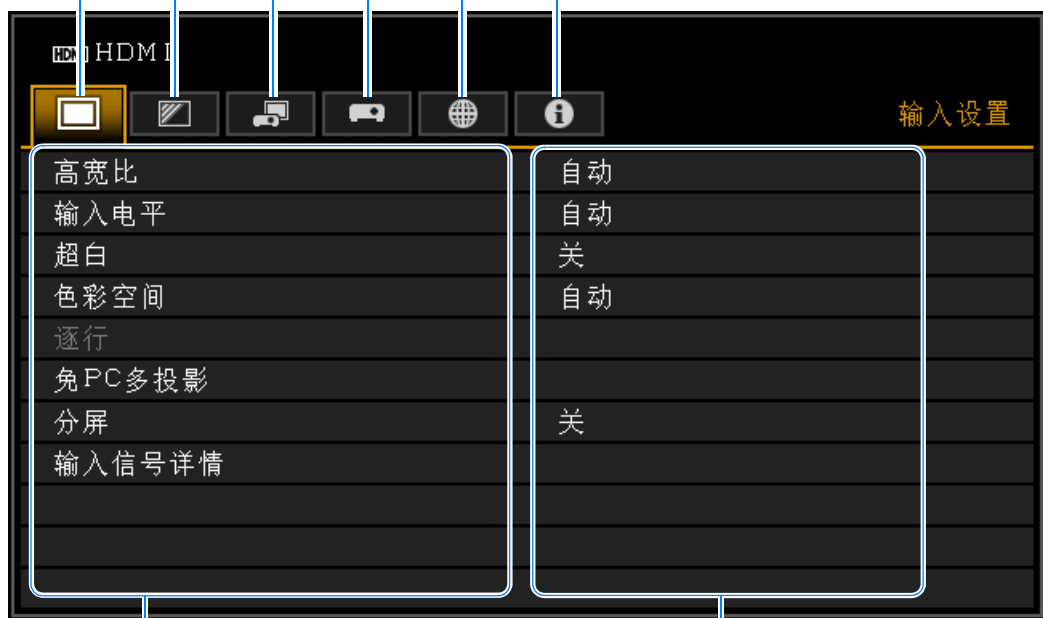 HDMI HDMI
输入设置
高宽比 自动
输入电平 自动
超白 关
色彩空间 自动
逐行
免PC多投影
分屏 关
输入信号详情